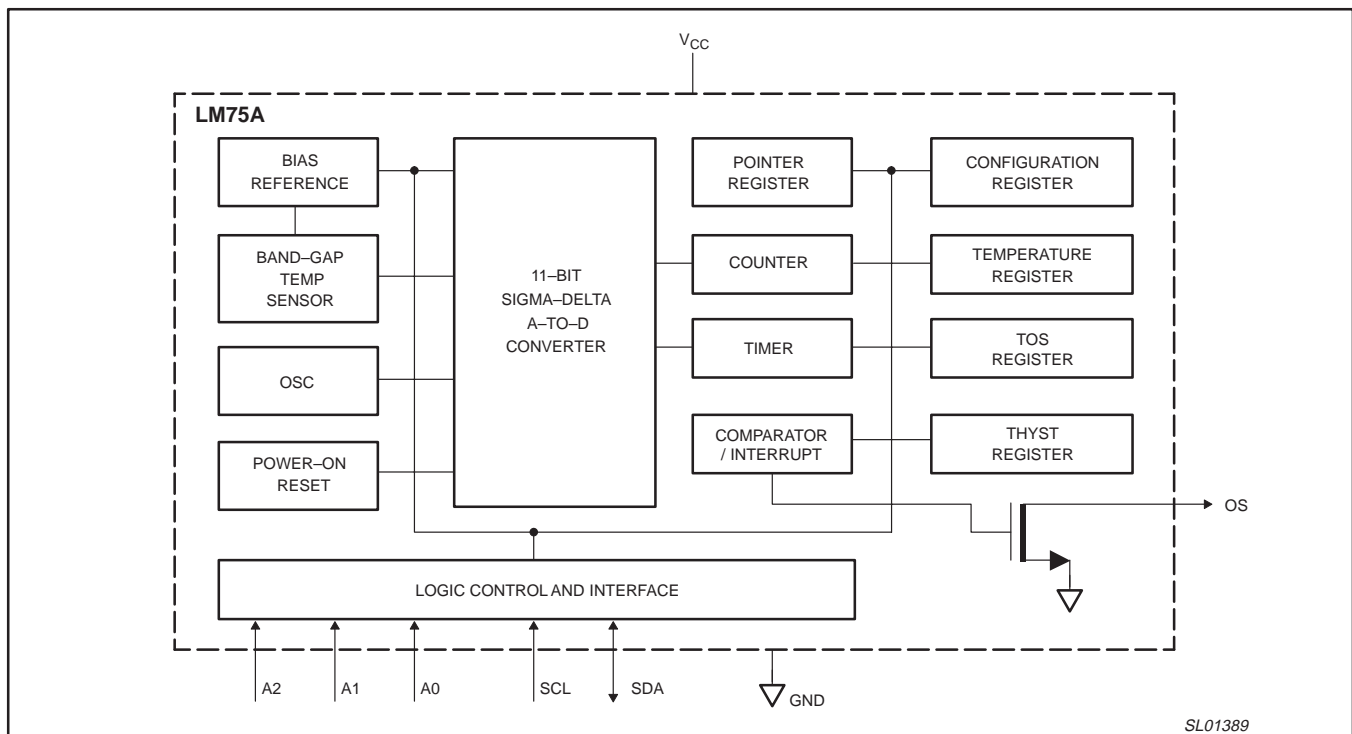 VCC
LM75A
BIAS
REFERENCE
POINTER
REGISTER
CONFIGURATION
REGISTER
BAND–GAP
TEMP
SENSOR
11–BIT
SIGMA–DELTA
A–TO–D
CONVERTER
COUNTER
TEMPERATURE
REGISTER
TIMER
TOS
REGISTER
OSC
COMPARATOR
/ INTERRUPT
THYST
REGISTER
POWER–ON
RESET
OS
LOGIC CONTROL AND INTERFACE
A2
A1
A0
SCL
SDA
GND
SL01389